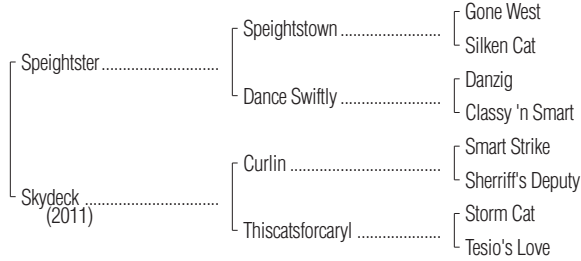 Gone West
Speightstown ....................
Silken Cat
Speightster ........................
Danzig
Dance Swiftly ....................
Classy 'n Smart
Smart Strike
Curlin ..............................
Sherriff's Deputy
Skydeck ...........................
(2011)
Storm Cat
Thiscatsforcaryl .................
Tesio's Love